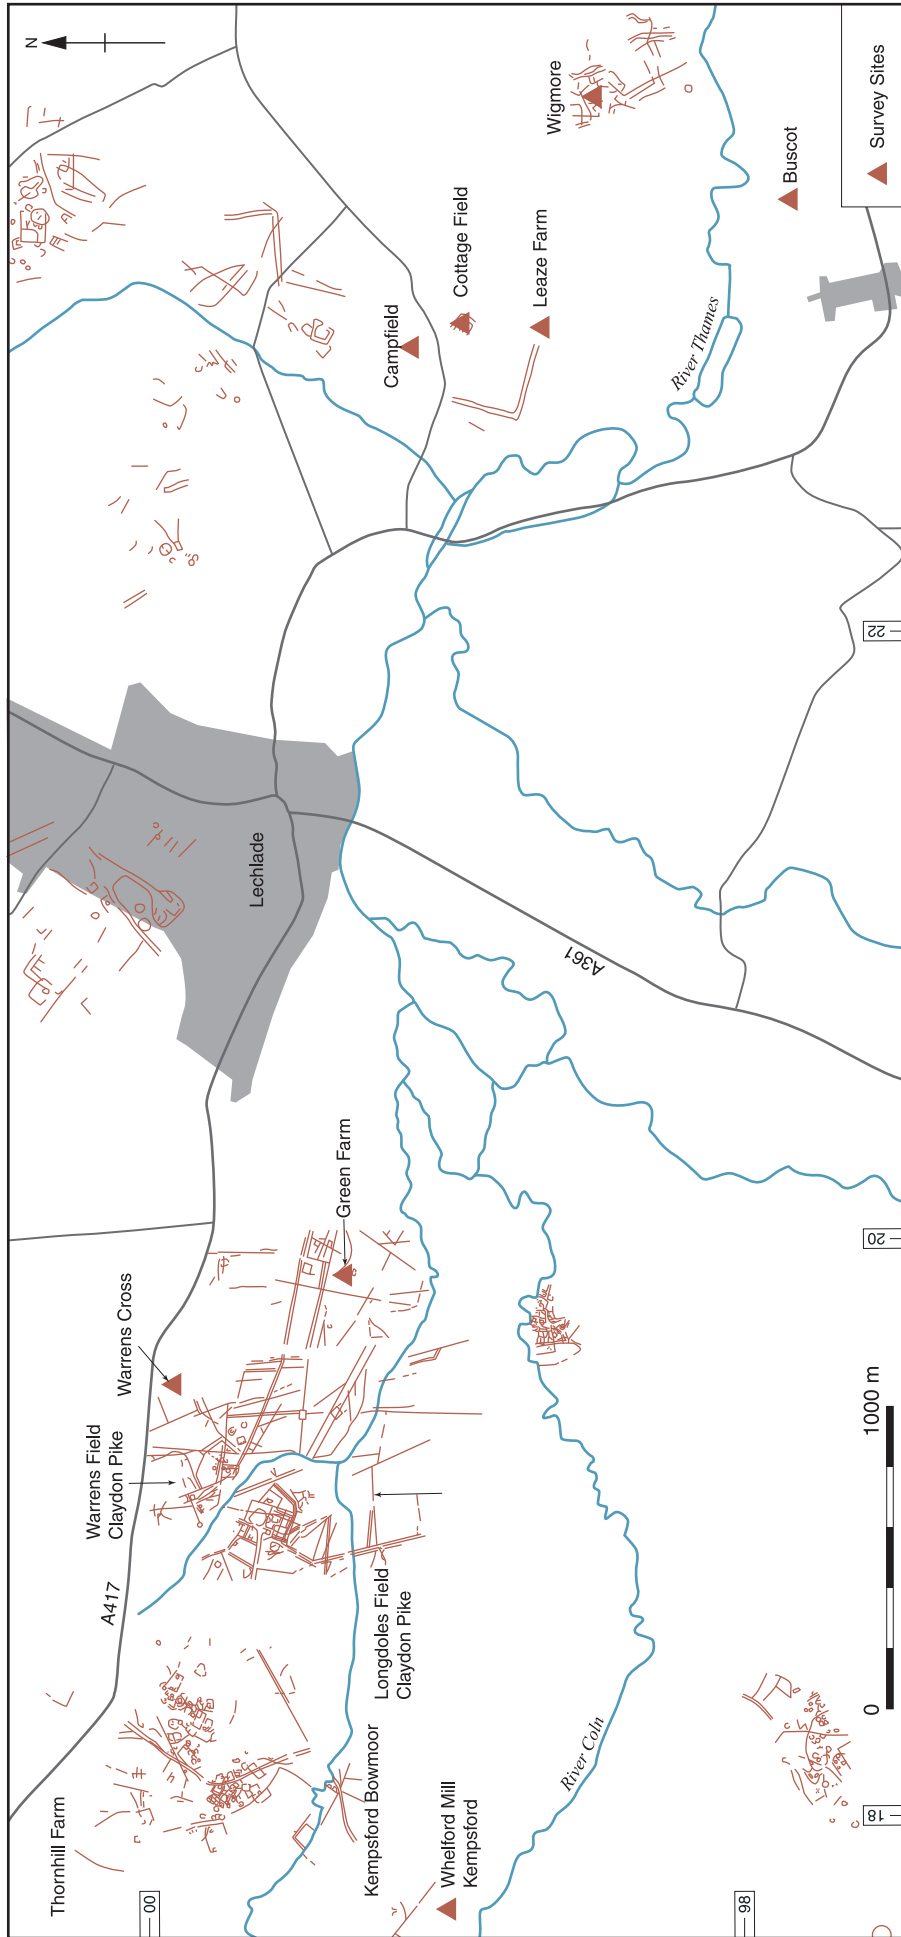 N
Thornhill Farm
A417
Warrens Field
Claydon Pike
Warrens Cross
Green Farm
Lechlade
Campfield
Cottage Field
Leaze Farm
Wigmore
Buscot
Survey Sites
River Thames
A361
Longdoles Field
Claydon Pike
Kempsford Bowmoor
Whelford Mill
Kempsford
River Coln
00
98
18
20
22
0
1000 m